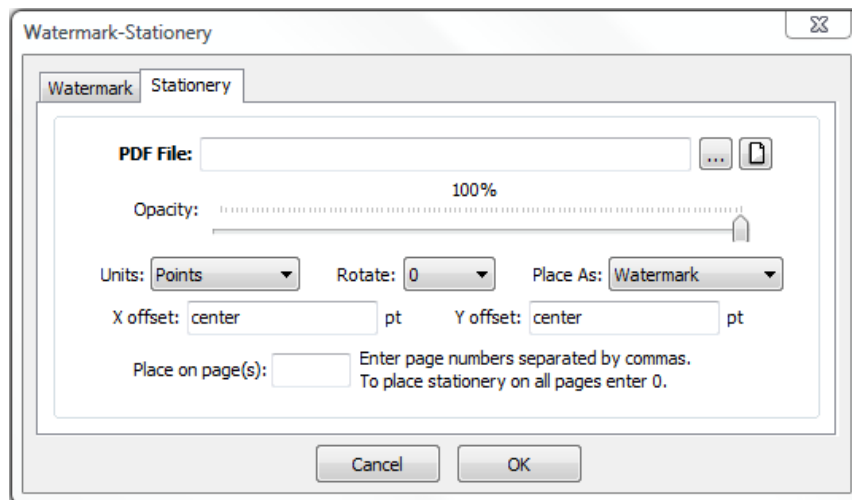 Watermark-Stationery
Watermark Stationery
PDF File: ...
100%
Opacity:
Units: Points Rotate: 0 Place As: Watermark
X offset: center pt Y offset: center pt
Place on page(s): Enter page numbers separated by commas.
To place stationery on all pages enter 0.
Cancel OK